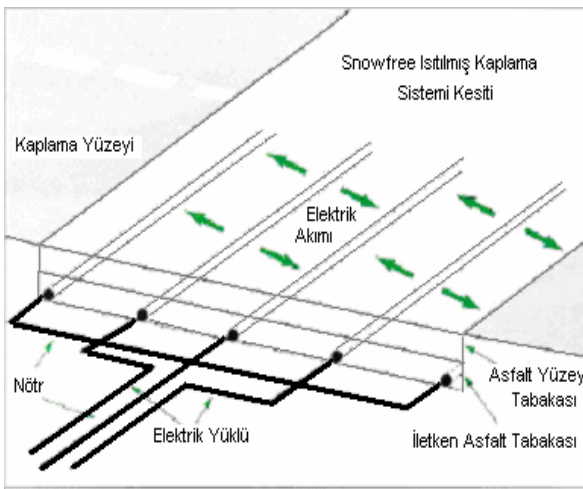 Snowfree Isıtılmış Kaplama
Sistemi Kesiti
Kaplama Yüzeyi
Elektrik
Akımı
Nötr
Elektrik Yüklü
Asfalt Yüzey
Tabakası
İletken Asfalt Tabakası